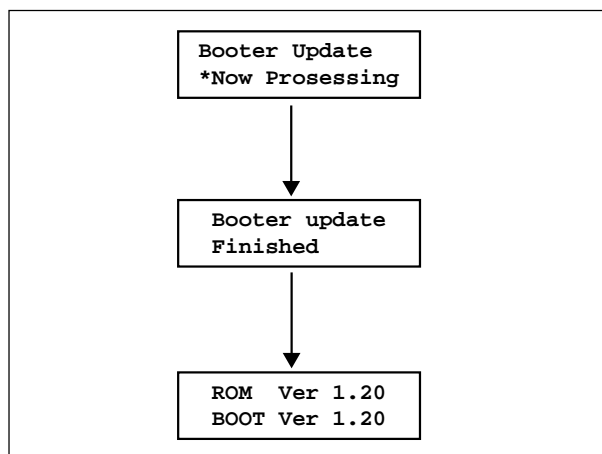 Booter Update
*Now Prosessing
Booter update
Finished
ROM  Ver 1.20
BOOT Ver 1.20